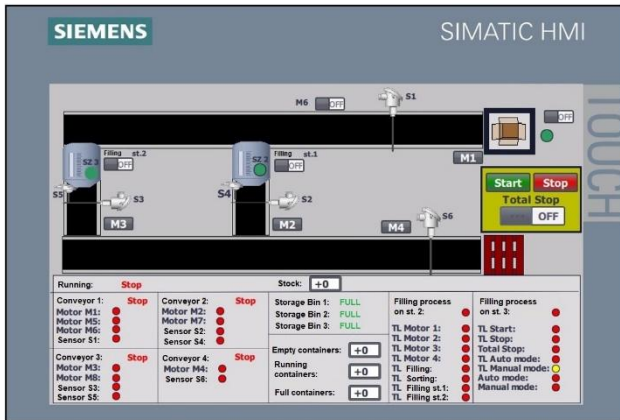 SIEMENS
SIMATIC HMI
TOUCH
M6 OFF
S1
OFF
Filling st.2
OFF
SZ 3
Filling st.1
OFF
SZ 2
M1
S5
S3
S4
S2
Start Stop
Total Stop
OFF
M3
M2
M4
S6
Running: Stop
Stock: +0
Conveyor 1: Stop
Motor M1:
Motor M5:
Motor M6:
Sensor S1:
Conveyor 2: Stop
Motor M2:
Motor M7:
Sensor S2:
Sensor S4:
Conveyor 3: Stop
Motor M3:
Motor M8:
Sensor S3:
Sensor S5:
Conveyor 4: Stop
Motor M4:
Sensor S6:
Storage Bin 1: FULL
Storage Bin 2: FULL
Storage Bin 3: FULL
Empty containers: +0
Running
containers: +0
Full containers: +0
Filling process
on st. 2:
TL Motor 1:
TL Motor 2:
TL Motor 3:
TL Motor 4:
TL Filling:
TL Sorting:
TL Filling st.1:
TL Filling st.2:
Filling process
on st. 3:
TL Start:
TL Stop:
Total Stop:
TL Auto mode:
TL Manual mode:
Auto mode:
Manual mode: